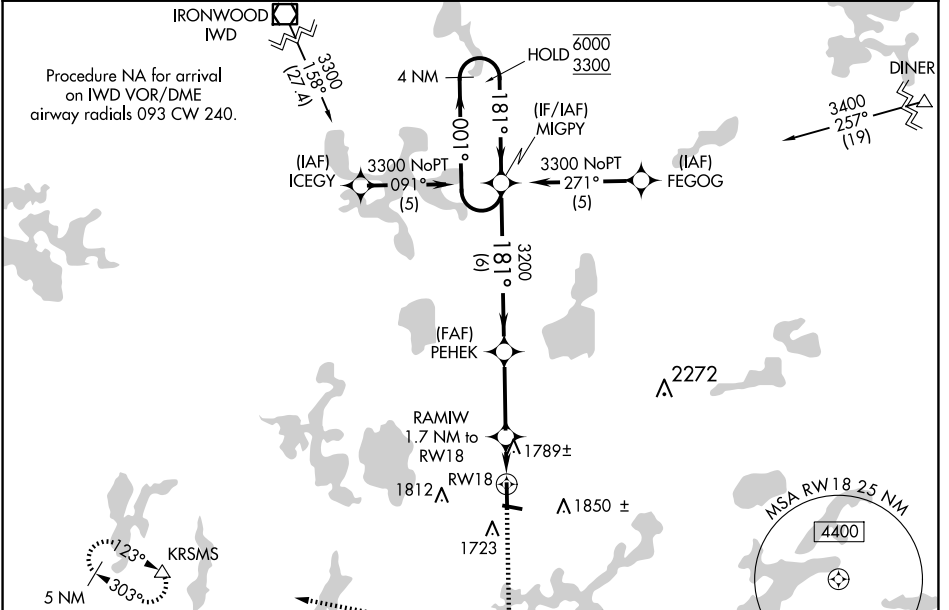 IRONWOOD
IWD
3300
158°
(27.4)
Procedure NA for arrival
on IWD VOR/DME
airway radials 093 CW 240.
HOLD 6000
3300
4 NM
001°
181°
(IF/IAF)
MIGPY
DINER
3400
257°
(19)
(IAF)
ICEGY
3300 NoPT
091°
(5)
3300 NoPT
271°
(5)
(IAF)
FEGOG
3200
181°
(6)
(FAF)
PEHEK
2272
RAMIW
1.7 NM to
RW18
1789±
RW18
1812
1850 ±
1723
MSA RW18 25 NM
4400
123°
KRSMS
303°
5 NM